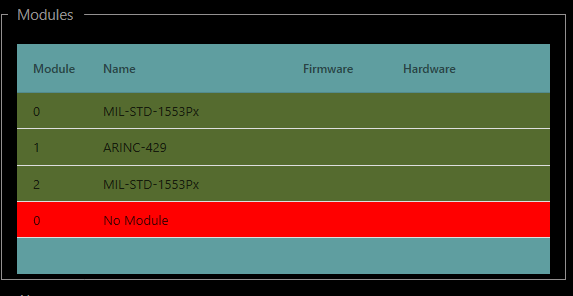 Modules
Module Name Firmware Hardware
0 MIL-STD-1553Px
1 ARINC-429
2 MIL-STD-1553Px
0 No Module